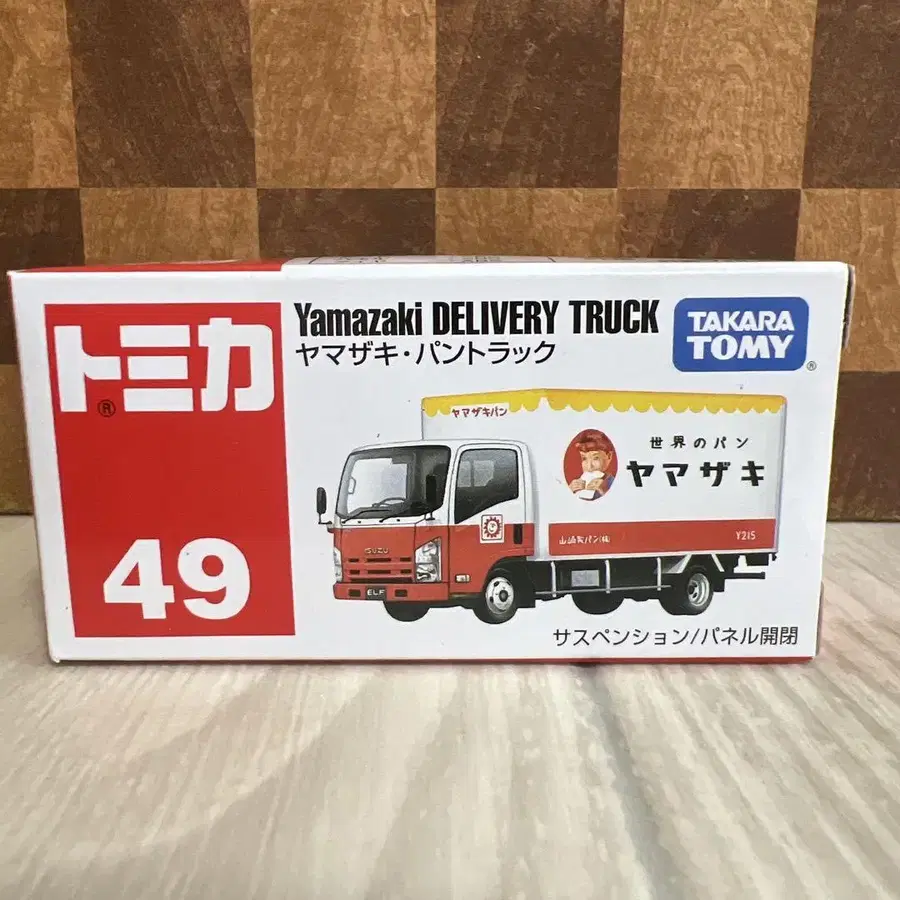 トミカ
®
49
Yamazaki DELIVERY TRUCK
ヤマザキ・パントラック
TAKARA
TOMY
®
ヤマザキパン
世界のパン
ヤマザキ
山崎製パン(株)
Y215
ISUZU
ELF
サスペンション/パネル開閉